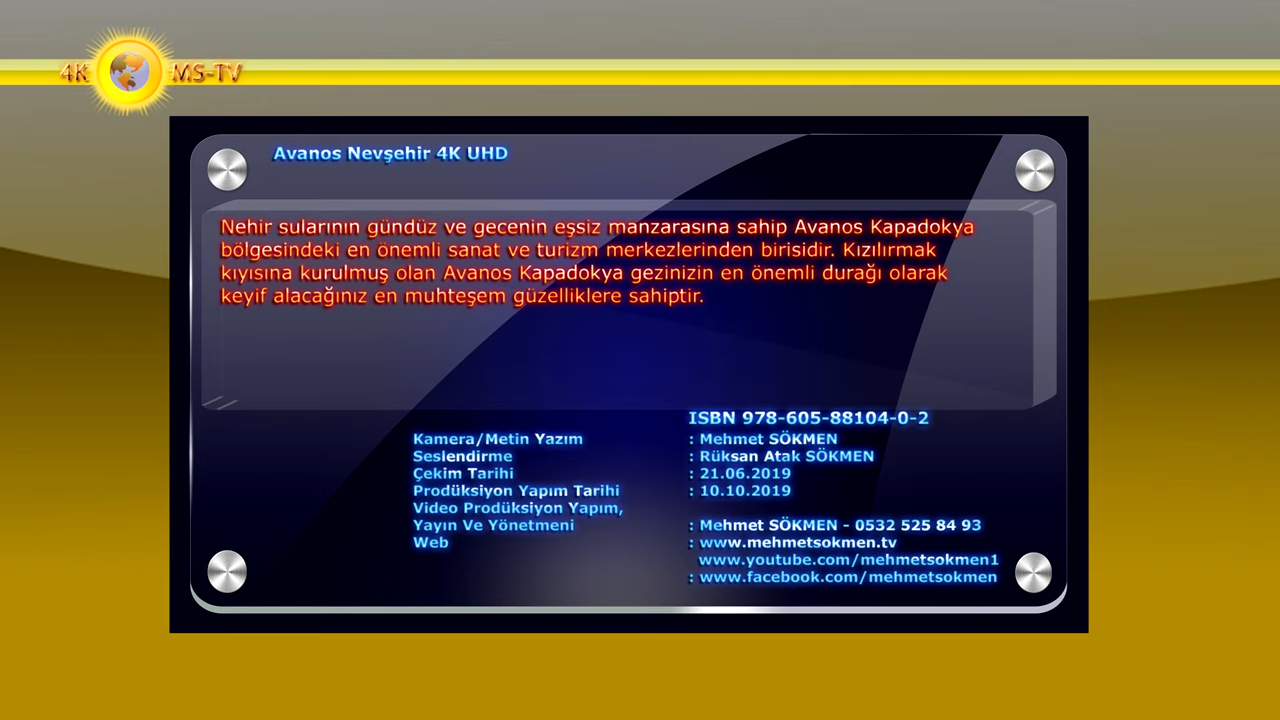 4K MS-TV
Avanos Nevşehir 4K UHD
Nehir sularının gündüz ve gecenin eşsiz manzarasına sahip Avanos Kapadokya
bölgesindeki en önemli sanat ve turizm merkezlerinden birisidir. Kızılırmak
kıyısına kurulmuş olan Avanos Kapadokya gezinizin en önemli durağı olarak
keyif alacağınız en muhteşem güzelliklere sahiptir.
ISBN 978-605-88104-0-2
Kamera/Metin Yazım : Mehmet SÖKMEN
Seslendirme : Rüksan Atak SÖKMEN
Çekim Tarihi : 21.06.2019
Prodüksiyon Yapım Tarihi : 10.10.2019
Video Prodüksiyon Yapım,
Yayın Ve Yönetmeni : Mehmet SÖKMEN - 0532 525 84 93
Web : www.mehmetsokmen.tv
www.youtube.com/mehmetsokmen1
: www.facebook.com/mehmetsokmen